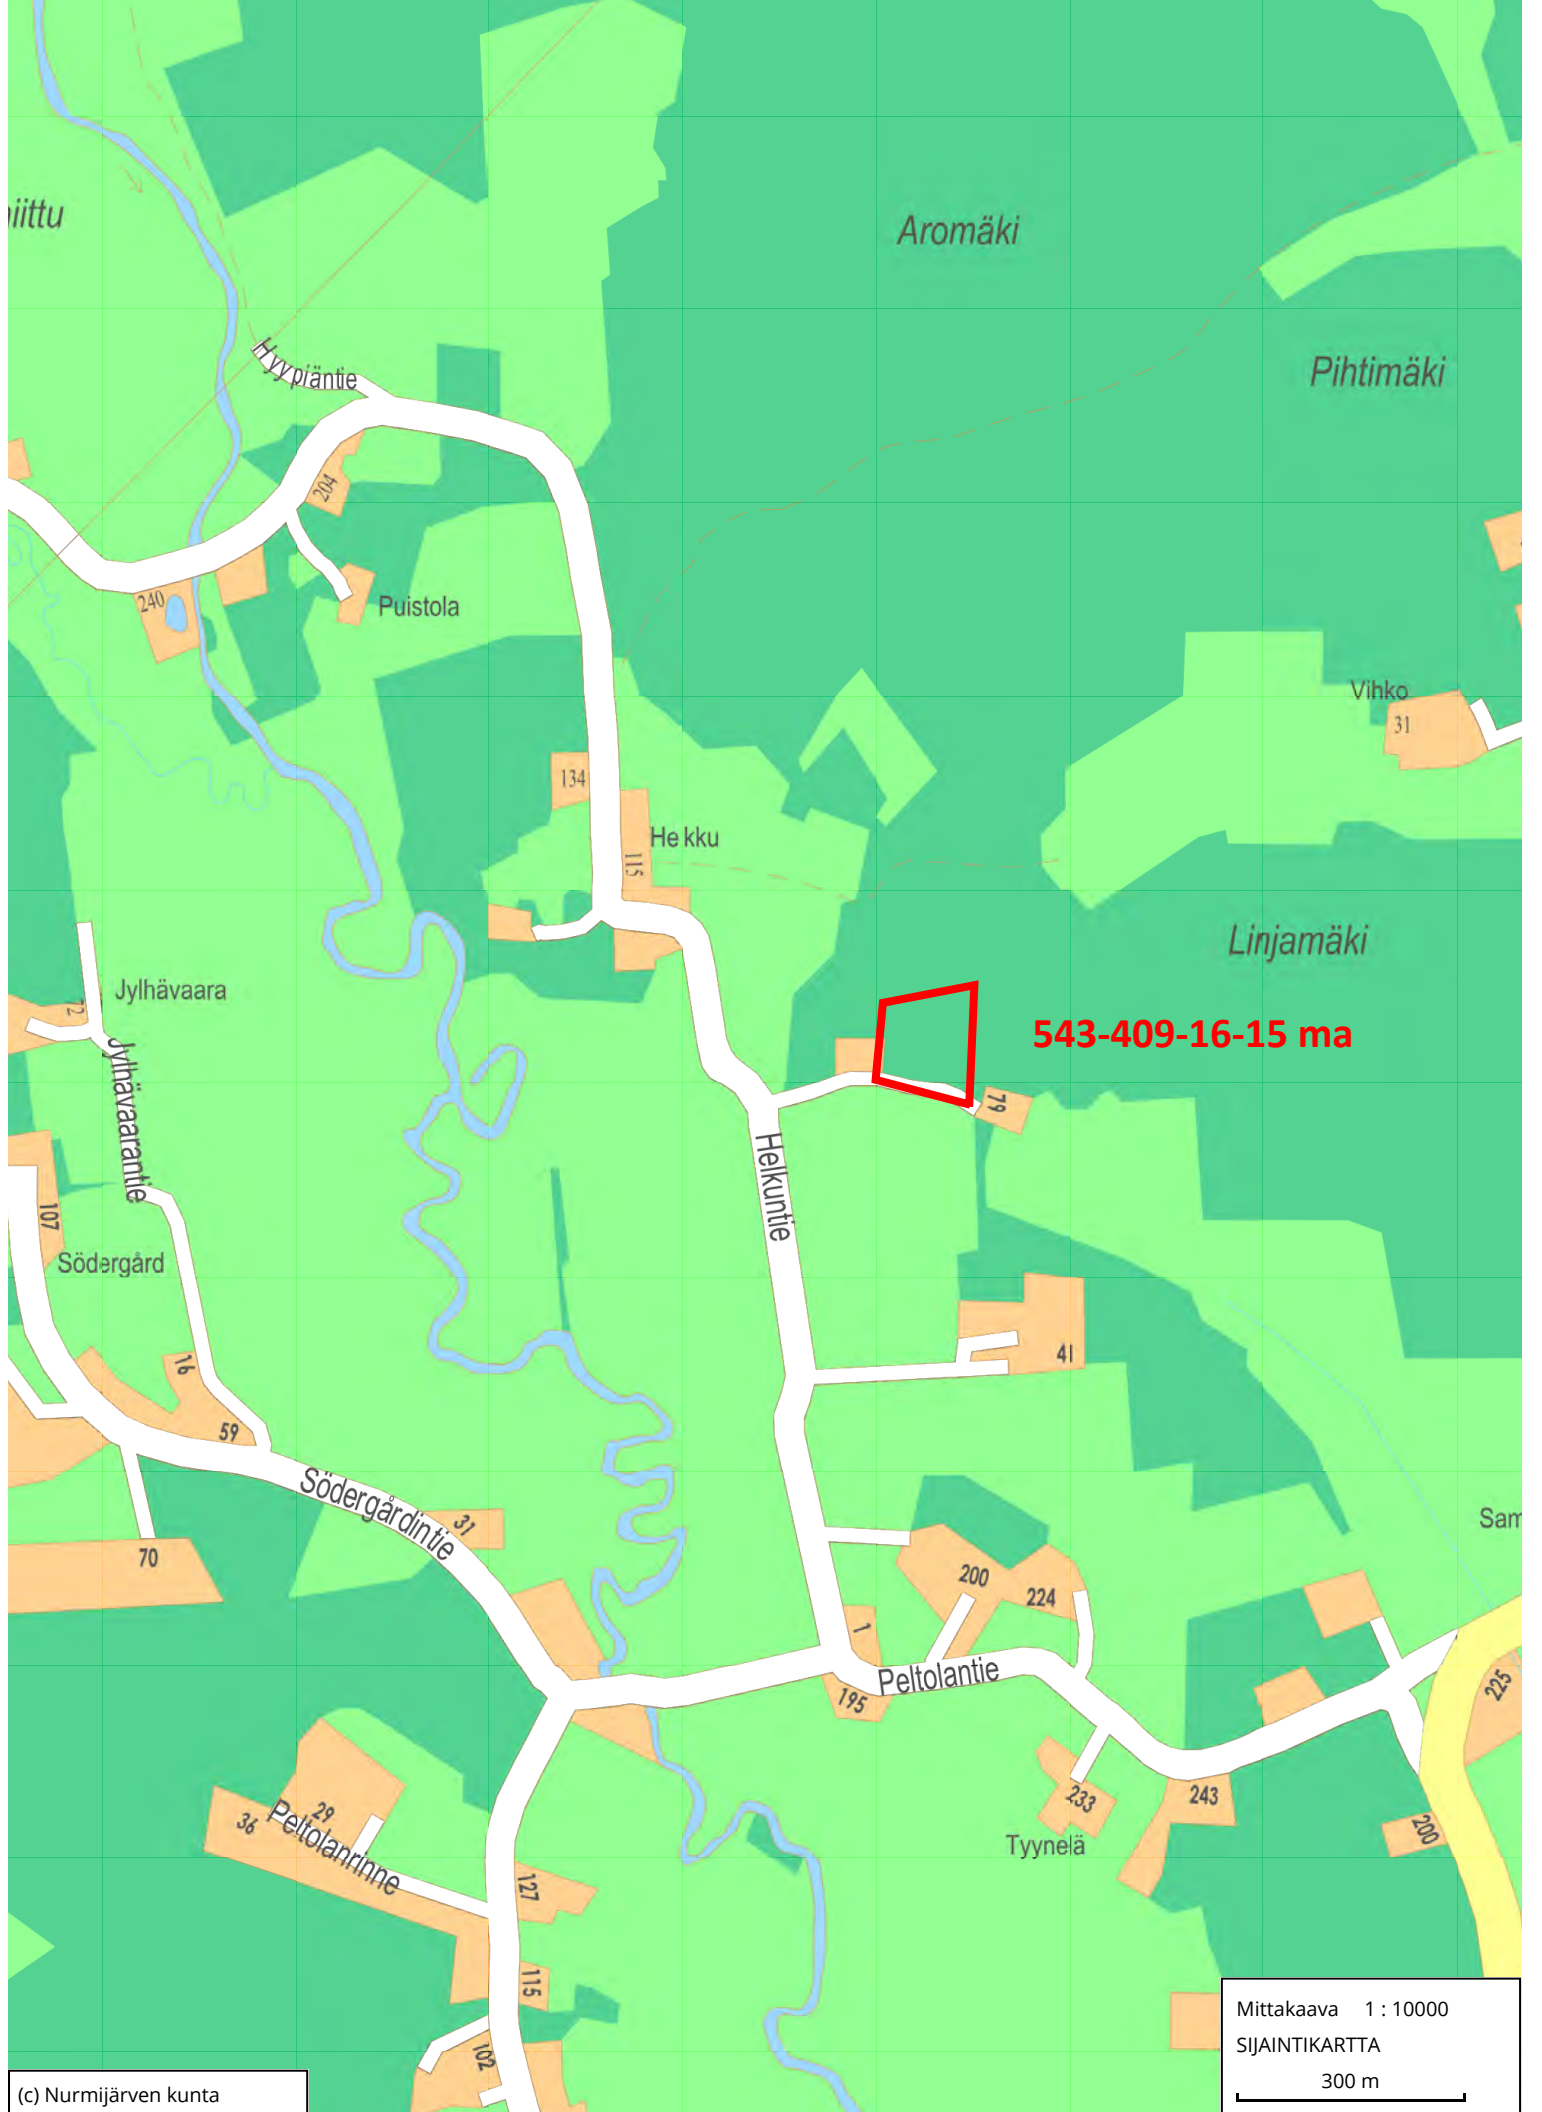 iittu
Aromäki
Pihtimäki
Hyypiäntie
204
240
Puistola
Vihko
31
134
He kku
115
Linjamäki
Jylhävaara
72
543-409-16-15 ma
Jylhävaarantie
79
Helkuntie
107
Södergård
16
41
59
Södergårdintie
31
Sam
70
200
224
1
Peltolantie
195
225
233
243
200
Tyynelä
29
36
Peltolanrinne
127
115
102
Mittakaava 1 : 10000
SIJAINTIKARTTA
300 m
(c) Nurmijärven kunta